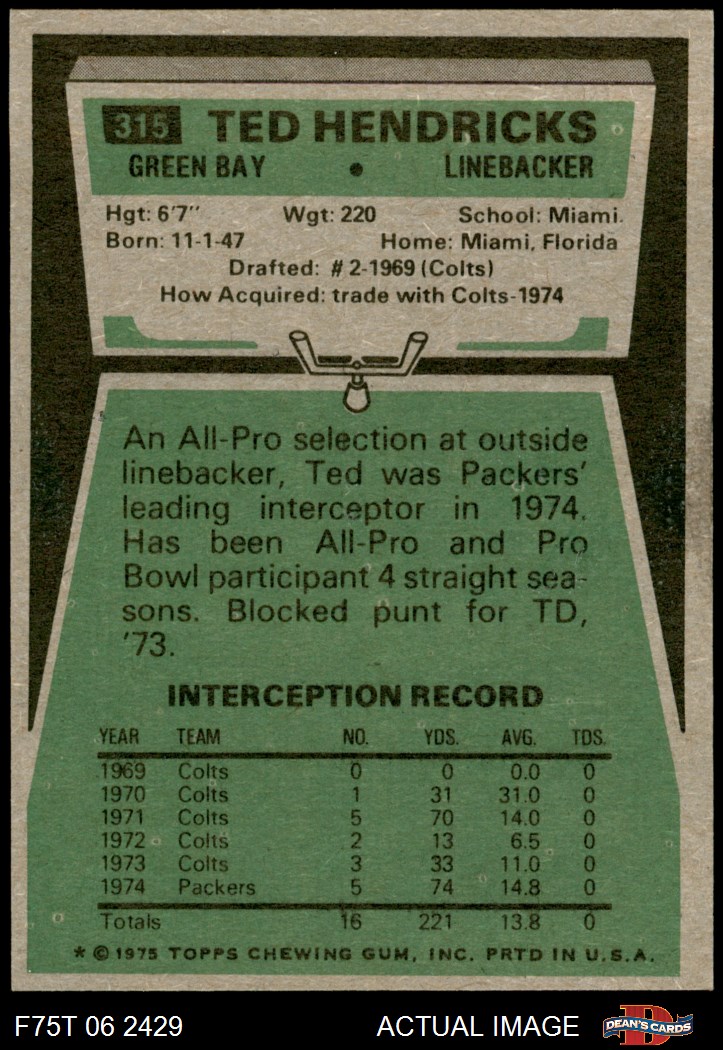 315 TED HENDRICKS
GREEN BAY • LINEBACKER
Hgt: 6'7" Wgt: 220 School: Miami.
Born: 11-1-47 Home: Miami, Florida
Drafted: # 2-1969 (Colts)
How Acquired: trade with Colts-1974
An All-Pro selection at outside
linebacker, Ted was Packers'
leading interceptor in 1974.
Has been All-Pro and Pro
Bowl participant 4 straight sea-
sons. Blocked punt for TD,
'73.
INTERCEPTION RECORD
YEAR TEAM NO. YDS. AVG. TDS.
1969 Colts 0 0 0.0 0
1970 Colts 1 31 31.0 0
1971 Colts 5 70 14.0 0
1972 Colts 2 13 6.5 0
1973 Colts 3 33 11.0 0
1974 Packers 5 74 14.8 0
Totals 16 221 13.8 0
* © 1975 TOPPS CHEWING GUM, INC. PRTD IN U.S.A.
F75T 06 2429 ACTUAL IMAGE D DEAN'S CARDS